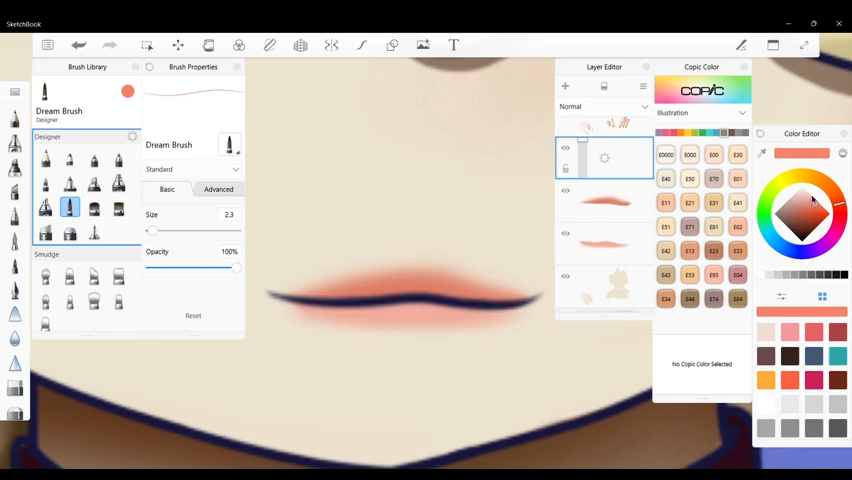 SketchBook
T
Brush Library
Brush Properties
Dream Brush
Designer
Designer
Smudge
Dream Brush
Standard
Basic
Advanced
Size
2.3
Opacity
100%
Reset
Layer Editor
Normal
Copic Color
COPIC
Illustration
E0000 E000 E00 E30
E40 E50 E70 E01
E11 E21 E31 E41
E51 E71 E81 E02
E42 E13 E23 E33
E43 E53 E93 E04
E34 E44 E74 E84
No Copic Color Selected
Color Editor